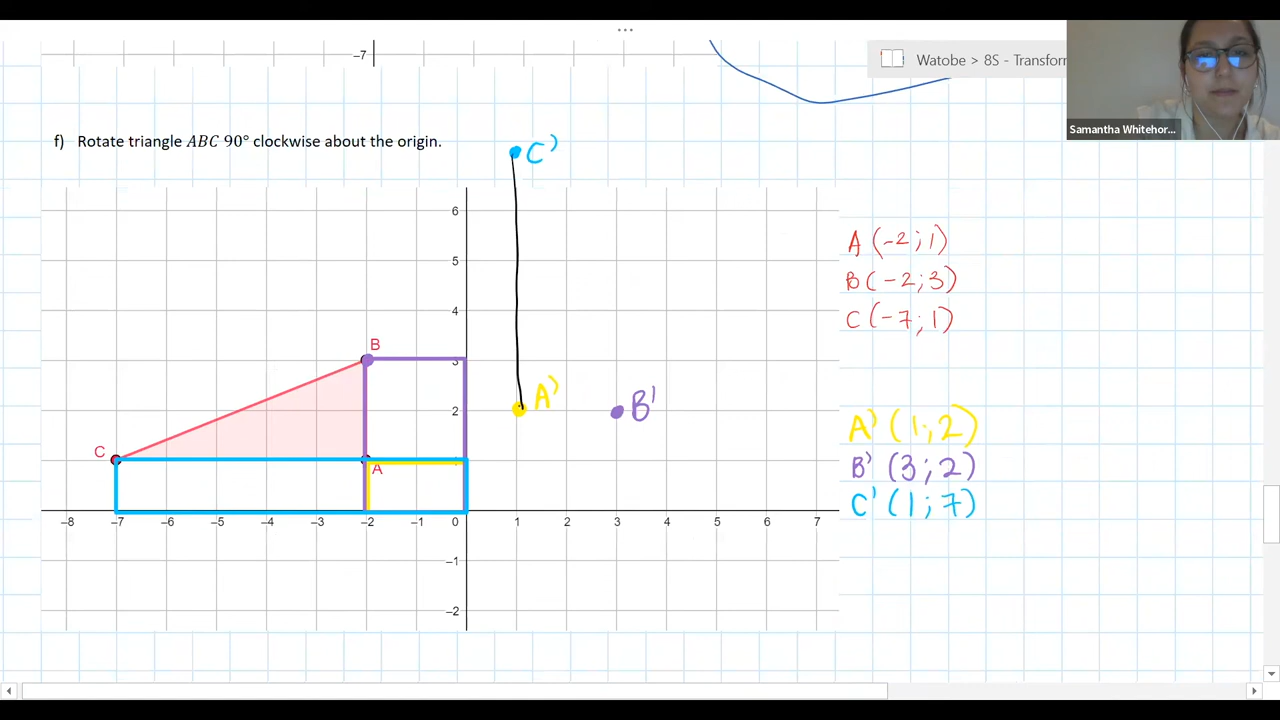 −7
Watobe > 8S - Transforr
Samantha Whitehor...
f) Rotate triangle ABC 90° clockwise about the origin.
C'
6
5
4
B
3
A'
2
B'
C
A
−8 −7 −6 −5 −4 −3 −2 −1 0 1 2 3 4 5 6 7
−1
−2
A (-2; 1)
B (-2; 3)
C (-7; 1)
A' (1; 2)
B' (3; 2)
C' (1; 7)